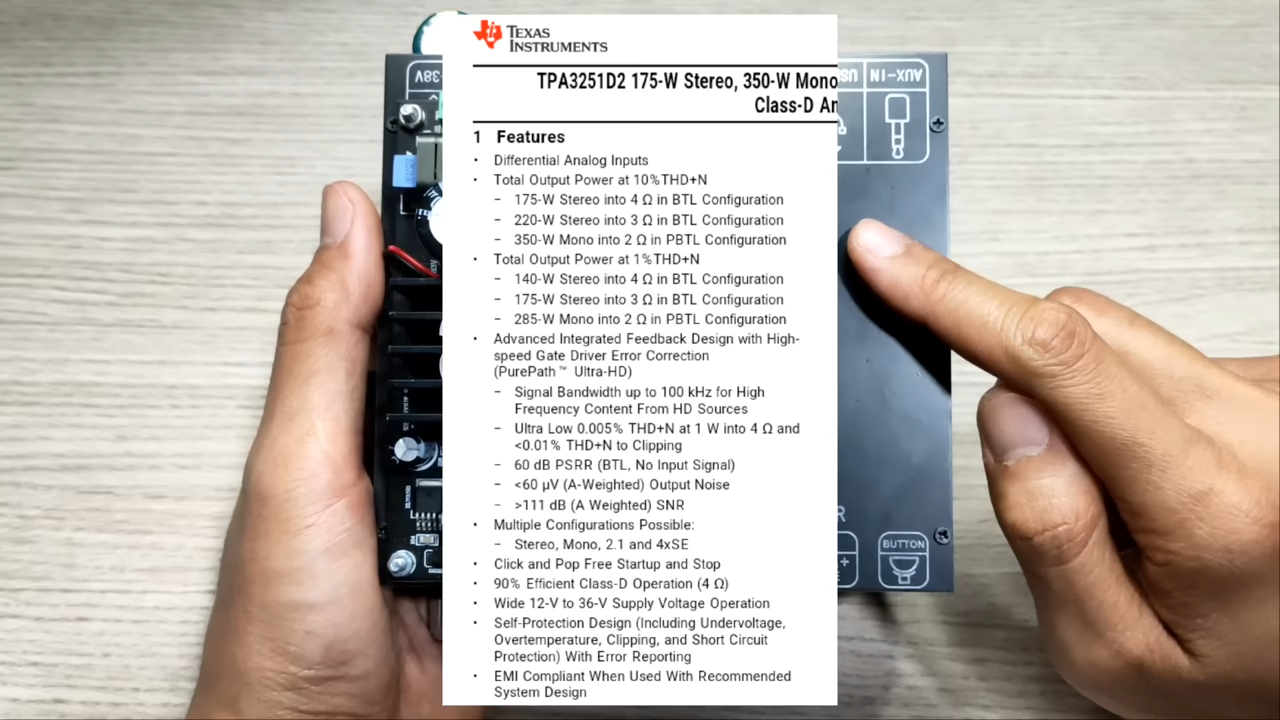 TEXAS
INSTRUMENTS
TPA3251D2 175-W Stereo, 350-W Mono
Class-D
1 Features
• Differential Analog Inputs
• Total Output Power at 10%THD+N
– 175-W Stereo into 4 Ω in BTL Configuration
– 220-W Stereo into 3 Ω in BTL Configuration
– 350-W Mono into 2 Ω in PBTL Configuration
• Total Output Power at 1%THD+N
– 140-W Stereo into 4 Ω in BTL Configuration
– 175-W Stereo into 3 Ω in BTL Configuration
– 285-W Mono into 2 Ω in PBTL Configuration
• Advanced Integrated Feedback Design with High-
speed Gate Driver Error Correction
(PurePath™ Ultra-HD)
– Signal Bandwidth up to 100 kHz for High
Frequency Content From HD Sources
– Ultra Low 0.005% THD+N at 1 W into 4 Ω and
<0.01% THD+N to Clipping
– 60 dB PSRR (BTL, No Input Signal)
– <60 µV (A-Weighted) Output Noise
– >111 dB (A Weighted) SNR
• Multiple Configurations Possible:
– Stereo, Mono, 2.1 and 4xSE
• Click and Pop Free Startup and Stop
• 90% Efficient Class-D Operation (4 Ω)
• Wide 12-V to 36-V Supply Voltage Operation
• Self-Protection Design (Including Undervoltage,
Overtemperature, Clipping, and Short Circuit
Protection) With Error Reporting
• EMI Compliant When Used With Recommended
System Design
-38V
AUX-IN
BUTTON